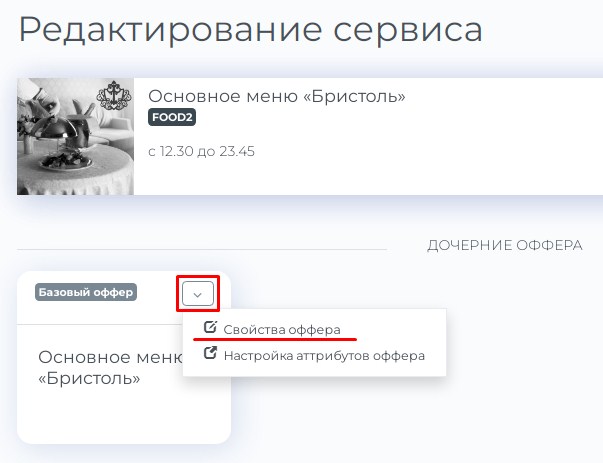 Редактирование сервиса
Основное меню «Бристоль»
FOOD2
с 12.30 до 23.45
ДОЧЕРНИЕ ОФФЕРА
Базовый оффер
Свойства оффера
Настройка аттрибутов оффера
Основное меню
«Бристоль»